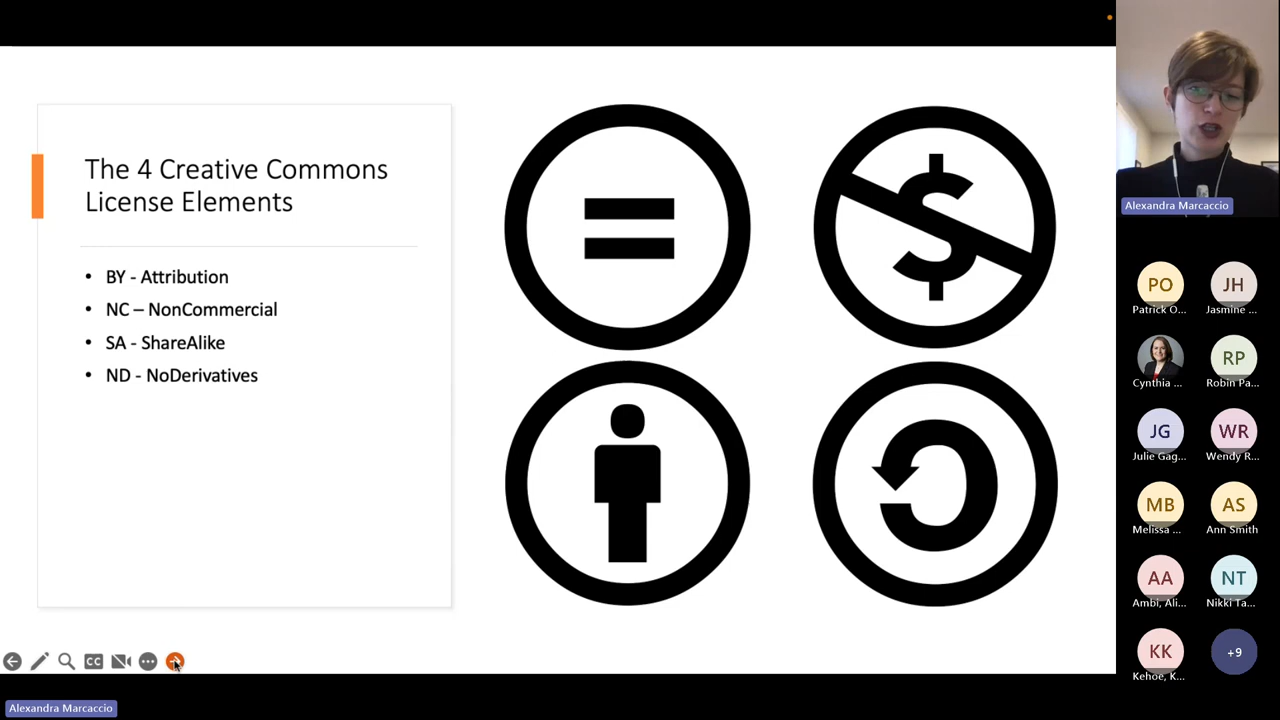 The 4 Creative Commons
License Elements
• BY - Attribution
• NC – NonCommercial
• SA - ShareAlike
• ND - NoDerivatives
=
$
CC
Alexandra Marcaccio
PO
JH
Patrick O...
Jasmine ...
RP
Cynthia ...
Robin Pa...
JG
WR
Julie Gag...
Wendy R...
MB
AS
Melissa ...
Ann Smith
AA
NT
Ambi, Ali...
Nikki Ta...
KK
+9
Kehoe, K...
Alexandra Marcaccio